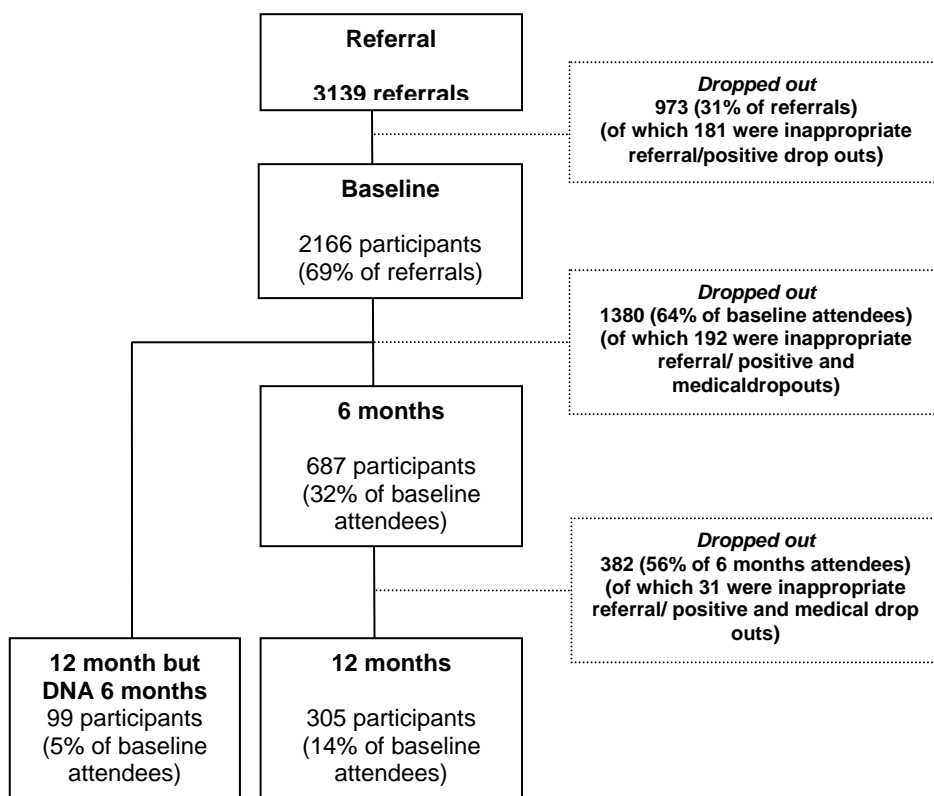 Referral
3139 referrals
Dropped out
973 (31% of referrals)
(of which 181 were inappropriate
referral/positive drop outs)
Baseline
2166 participants
(69% of referrals)
Dropped out
1380 (64% of baseline attendees)
(of which 192 were inappropriate
referral/ positive and
medicaldropouts)
6 months
687 participants
(32% of baseline
attendees)
Dropped out
382 (56% of 6 months attendees)
(of which 31 were inappropriate
referral/ positive and medical drop
outs)
12 month but
DNA 6 months
99 participants
(5% of baseline
attendees)
12 months
305 participants
(14% of baseline
attendees)